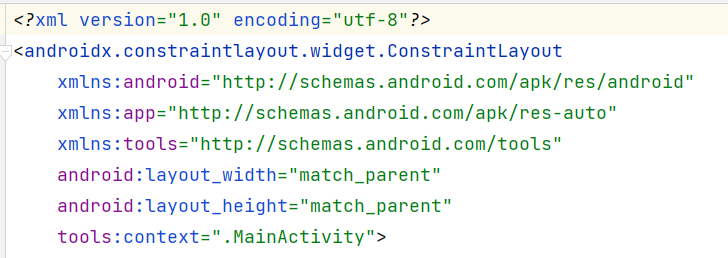 <?xml version="1.0" encoding="utf-8"?>
<androidx.constraintlayout.widget.ConstraintLayout
    xmlns:android="http://schemas.android.com/apk/res/android"
    xmlns:app="http://schemas.android.com/apk/res-auto"
    xmlns:tools="http://schemas.android.com/tools"
    android:layout_width="match_parent"
    android:layout_height="match_parent"
    tools:context=".MainActivity">